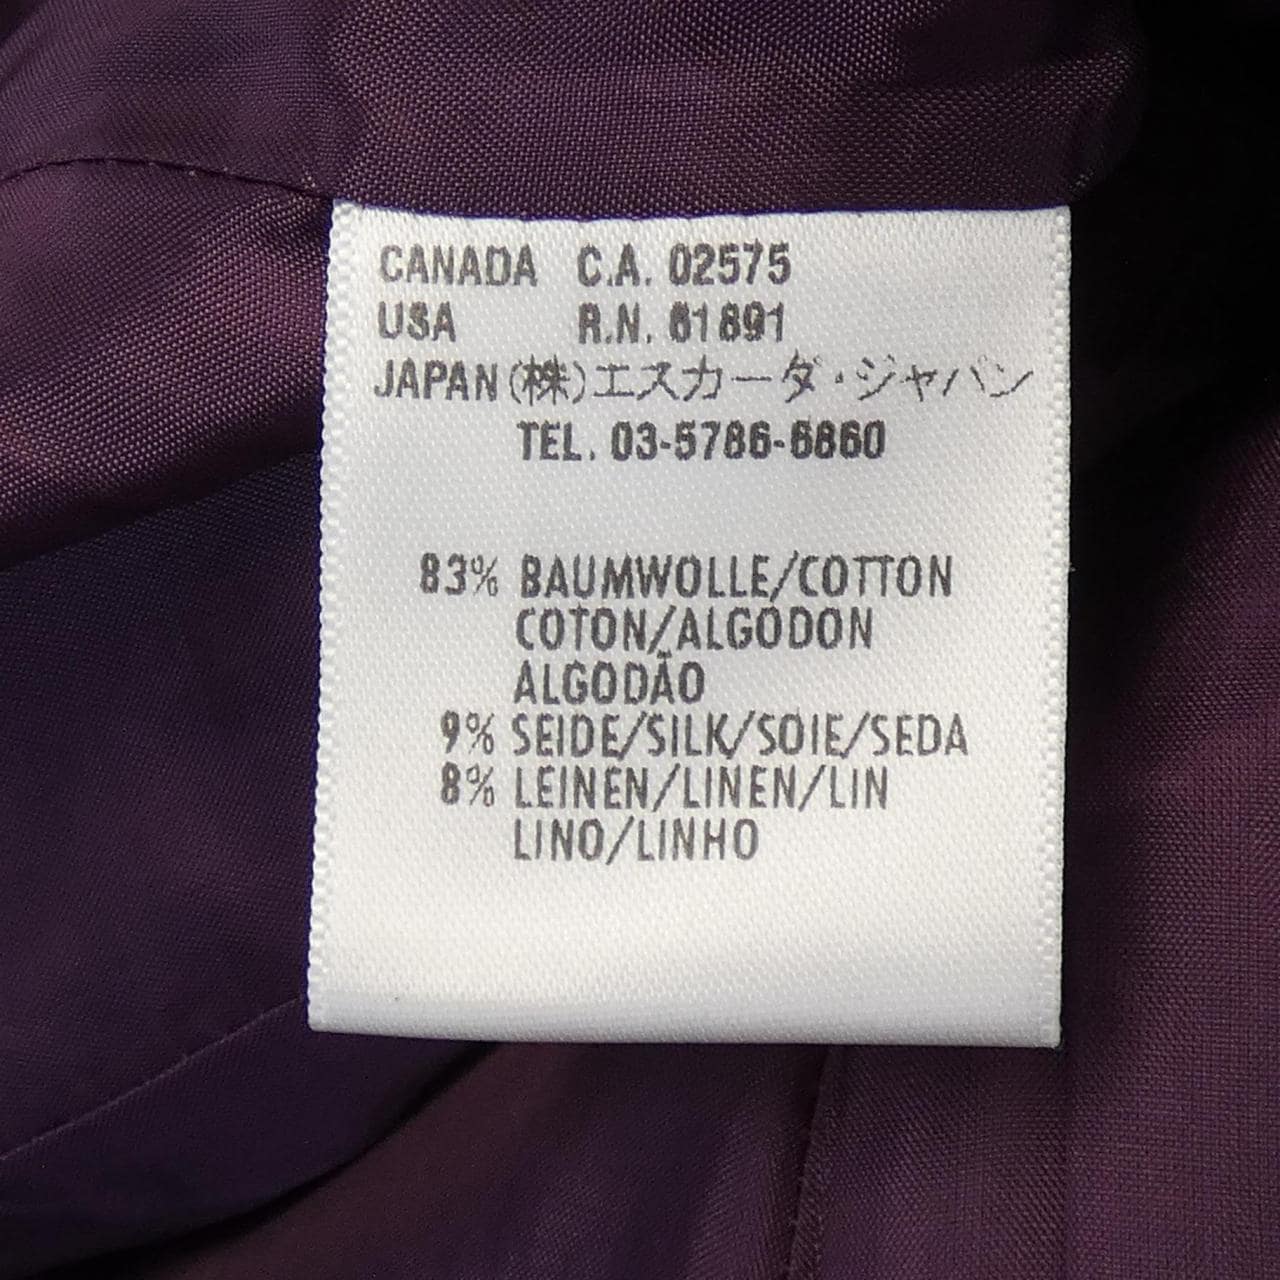 CANADA C.A. 02575
USA R.N. 61891
JAPAN (株)エスカーダ・ジャパン
TEL. 03-5786-6860
83% BAUMWOLLE/COTTON
COTON/ALGODON
ALGODÃO
9% SEIDE/SILK/SOIE/SEDA
8% LEINEN/LINEN/LIN
LINO/LINHO